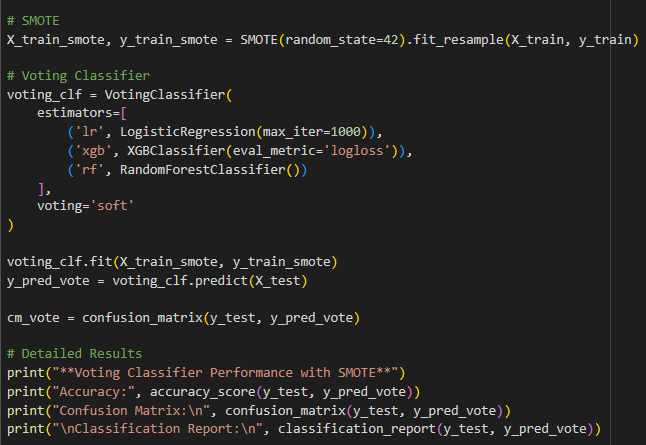 # SMOTE
X_train_smote, y_train_smote = SMOTE(random_state=42).fit_resample(X_train, y_train)
# Voting Classifier
voting_clf = VotingClassifier(
    estimators=[
        ('lr', LogisticRegression(max_iter=1000)),
        ('xgb', XGBClassifier(eval_metric='logloss')),
        ('rf', RandomForestClassifier())
    ],
    voting='soft'
)
voting_clf.fit(X_train_smote, y_train_smote)
y_pred_vote = voting_clf.predict(X_test)
cm_vote = confusion_matrix(y_test, y_pred_vote)
# Detailed Results
print("**Voting Classifier Performance with SMOTE**")
print("Accuracy:", accuracy_score(y_test, y_pred_vote))
print("Confusion Matrix:\n", confusion_matrix(y_test, y_pred_vote))
print("\nClassification Report:\n", classification_report(y_test, y_pred_vote))